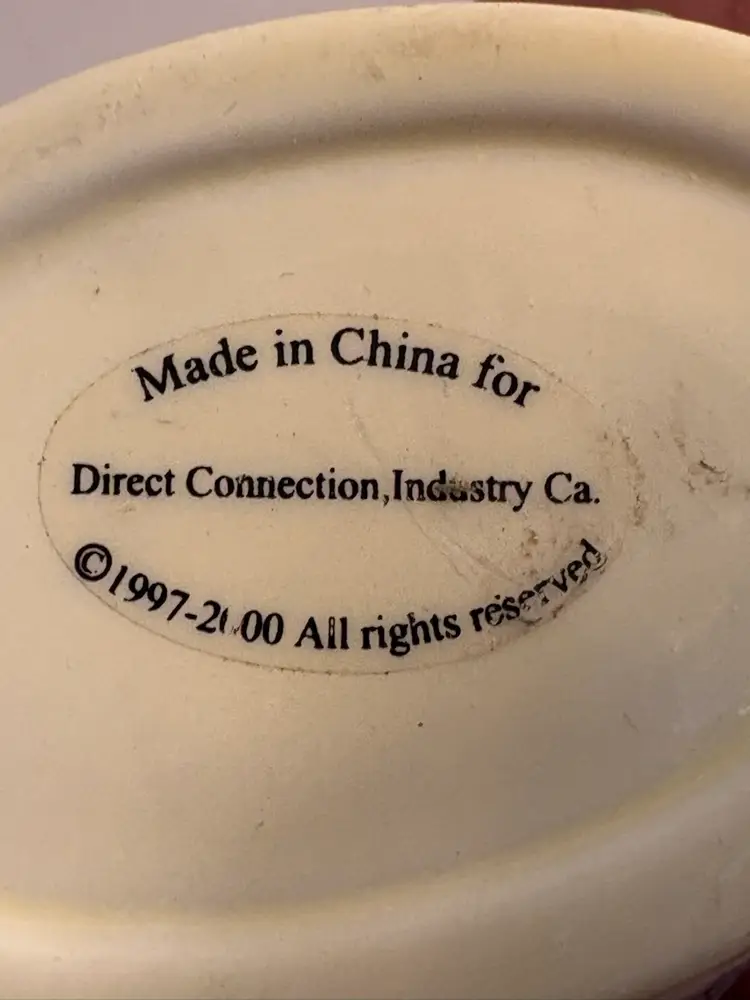 Made in China for
Direct Connection,Industry Ca.
©1997-2000 All rights reserved